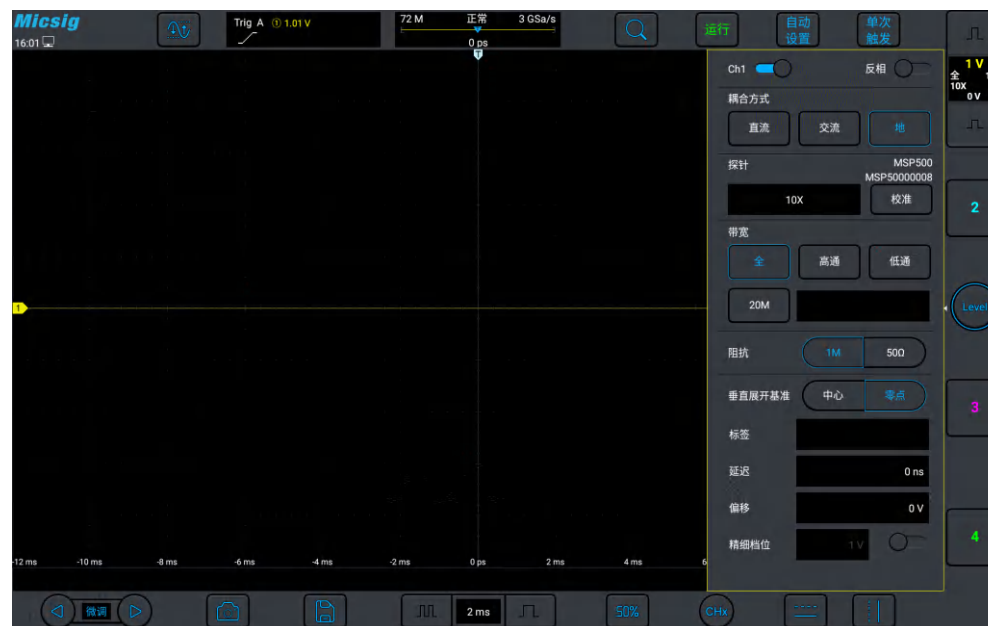 Micsig
16:01
Trig A ① 1.01 V
72 M 正常 3 GSa/s
0 ps
T
运行
自动
设置
单次
触发
Ch1 反相
耦合方式
直流 交流 地
探针 MSP500
MSP50000008
10X 校准
带宽
全 高通 低通
20M
阻抗 1M 50Ω
垂直展开基准 中心 零点
标签
延迟 0 ns
偏移 0 V
精细档位 1 V
1 V
全 1
10X
0 V
2
Level
3
4
1
-12 ms -10 ms -8 ms -6 ms -4 ms -2 ms 0 ps 2 ms 4 ms 6
微调 2 ms 50% CHx